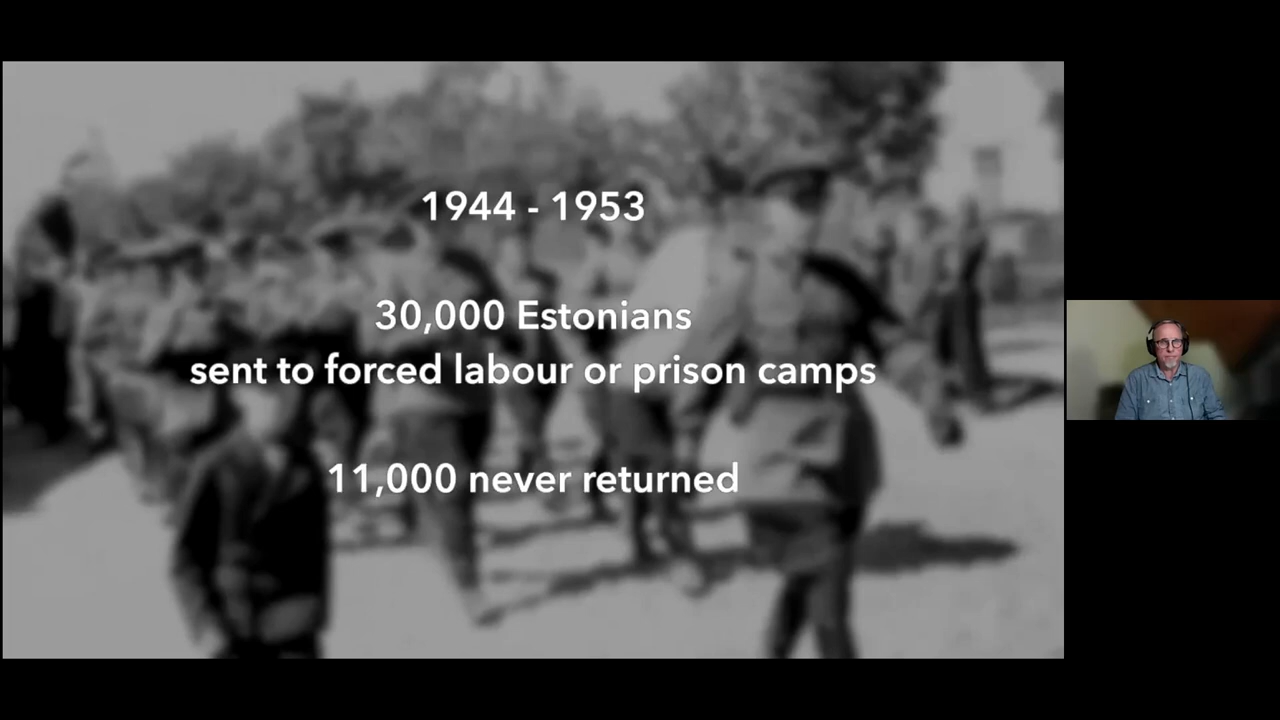 1944 - 1953
30,000 Estonians
sent to forced labour or prison camps
11,000 never returned